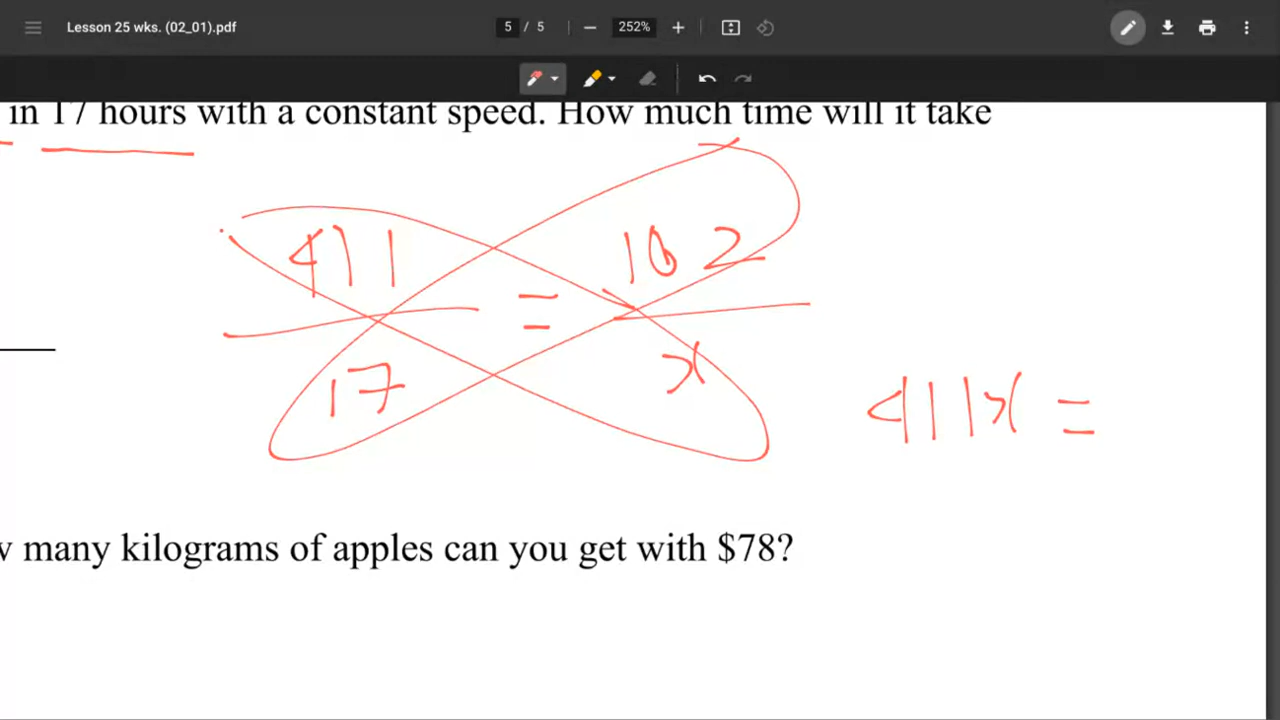 Lesson 25 wks. (02_01).pdf
5 / 5
252%
in 17 hours with a constant speed. How much time will it take
411 = 102
17 x
411x =
many kilograms of apples can you get with $78?